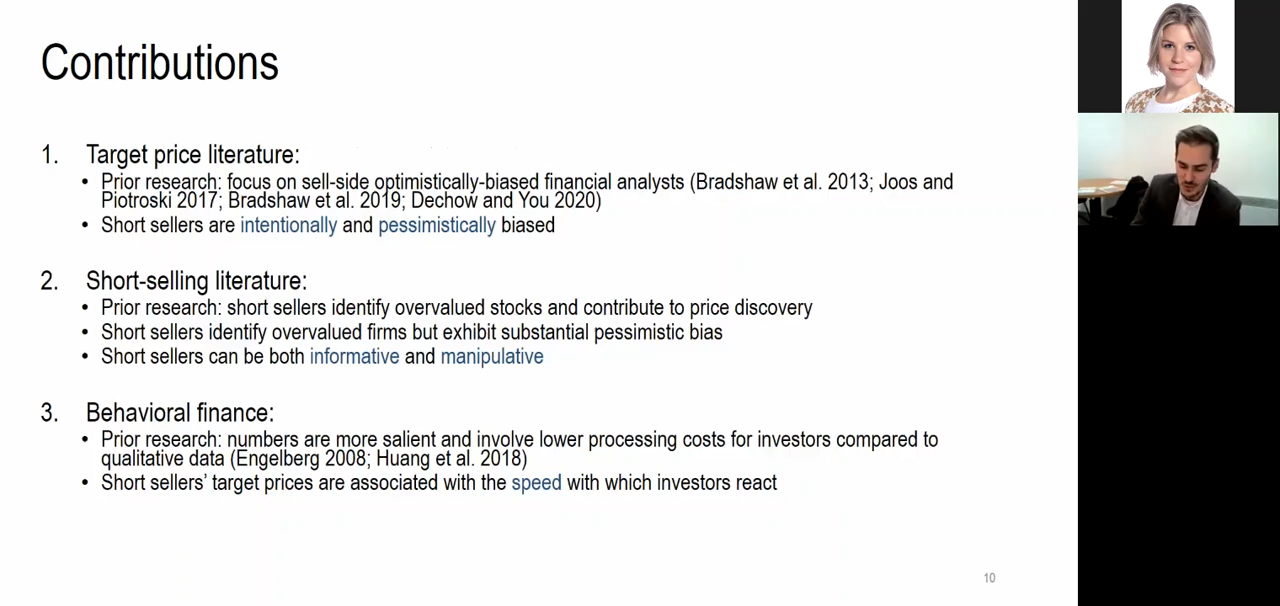 Contributions
1. Target price literature:
• Prior research: focus on sell-side optimistically-biased financial analysts (Bradshaw et al. 2013; Joos and
Piotroski 2017; Bradshaw et al. 2019; Dechow and You 2020)
• Short sellers are intentionally and pessimistically biased
2. Short-selling literature:
• Prior research: short sellers identify overvalued stocks and contribute to price discovery
• Short sellers identify overvalued firms but exhibit substantial pessimistic bias
• Short sellers can be both informative and manipulative
3. Behavioral finance:
• Prior research: numbers are more salient and involve lower processing costs for investors compared to
qualitative data (Engelberg 2008; Huang et al. 2018)
• Short sellers’ target prices are associated with the speed with which investors react
10